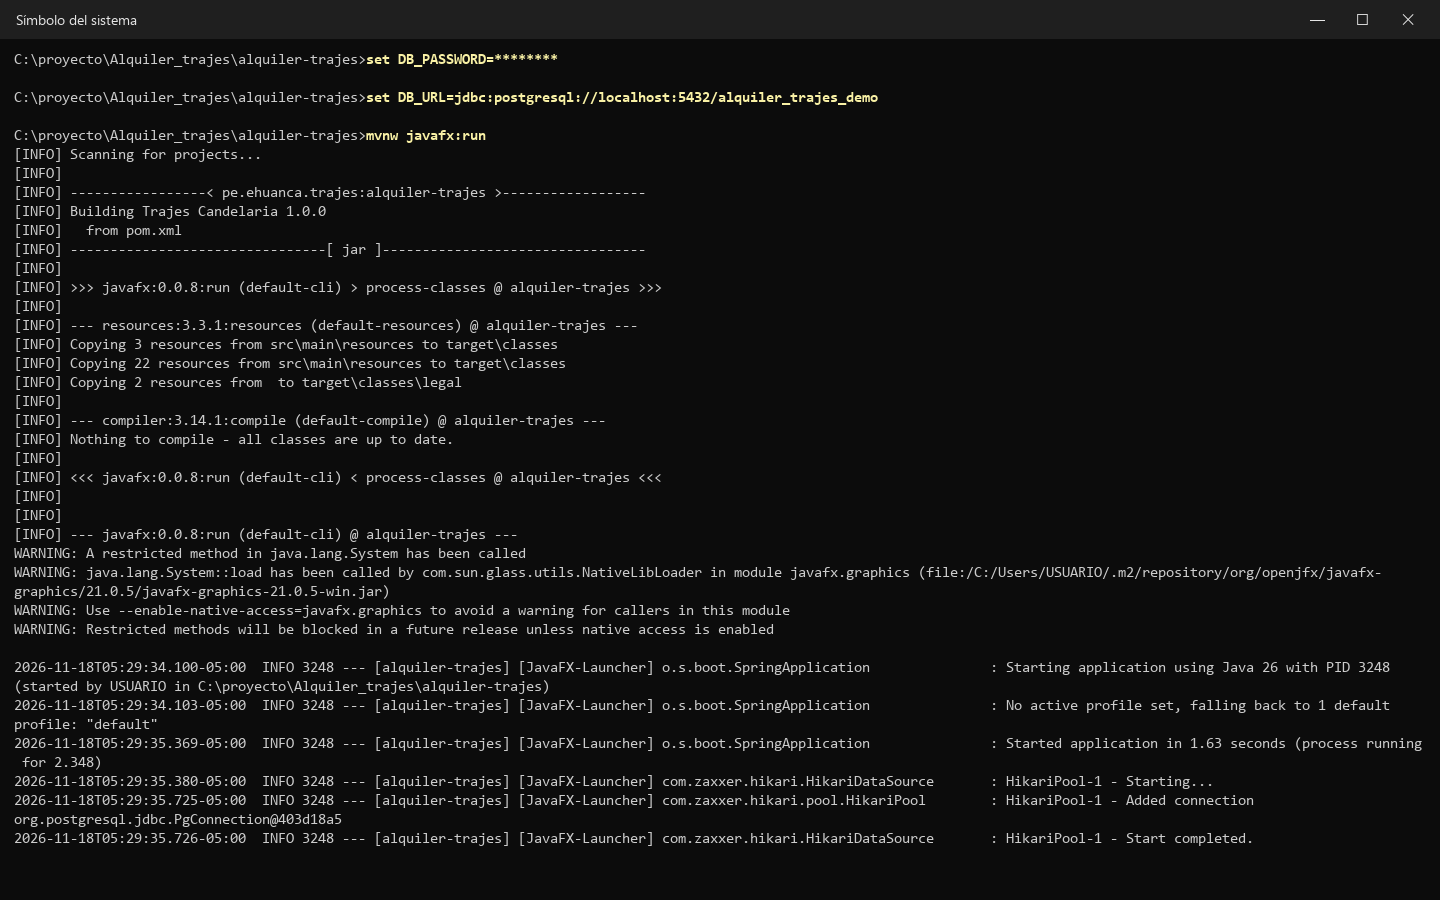 Símbolo del sistema
C:\proyecto\Alquiler_trajes\alquiler-trajes>set DB_PASSWORD=********
C:\proyecto\Alquiler_trajes\alquiler-trajes>set DB_URL=jdbc:postgresql://localhost:5432/alquiler_trajes_demo
C:\proyecto\Alquiler_trajes\alquiler-trajes>mvnw javafx:run
[INFO] Scanning for projects...
[INFO]
[INFO] -----------------< pe.ehuanca.trajes:alquiler-trajes >------------------
[INFO] Building Trajes Candelaria 1.0.0
[INFO]   from pom.xml
[INFO] --------------------------------[ jar ]---------------------------------
[INFO]
[INFO] >>> javafx:0.0.8:run (default-cli) > process-classes @ alquiler-trajes >>>
[INFO]
[INFO] --- resources:3.3.1:resources (default-resources) @ alquiler-trajes ---
[INFO] Copying 3 resources from src\main\resources to target\classes
[INFO] Copying 22 resources from src\main\resources to target\classes
[INFO] Copying 2 resources from  to target\classes\legal
[INFO]
[INFO] --- compiler:3.14.1:compile (default-compile) @ alquiler-trajes ---
[INFO] Nothing to compile - all classes are up to date.
[INFO]
[INFO] <<< javafx:0.0.8:run (default-cli) < process-classes @ alquiler-trajes <<<
[INFO]
[INFO]
[INFO] --- javafx:0.0.8:run (default-cli) @ alquiler-trajes ---
WARNING: A restricted method in java.lang.System has been called
WARNING: java.lang.System::load has been called by com.sun.glass.utils.NativeLibLoader in module javafx.graphics (file:/C:/Users/USUARIO/.m2/repository/org/openjfx/javafx-
graphics/21.0.5/javafx-graphics-21.0.5-win.jar)
WARNING: Use --enable-native-access=javafx.graphics to avoid a warning for callers in this module
WARNING: Restricted methods will be blocked in a future release unless native access is enabled
2026-11-18T05:29:34.100-05:00  INFO 3248 --- [alquiler-trajes] [JavaFX-Launcher] o.s.boot.SpringApplication               : Starting application using Java 26 with PID 3248
(started by USUARIO in C:\proyecto\Alquiler_trajes\alquiler-trajes)
2026-11-18T05:29:34.103-05:00  INFO 3248 --- [alquiler-trajes] [JavaFX-Launcher] o.s.boot.SpringApplication               : No active profile set, falling back to 1 default
profile: "default"
2026-11-18T05:29:35.369-05:00  INFO 3248 --- [alquiler-trajes] [JavaFX-Launcher] o.s.boot.SpringApplication               : Started application in 1.63 seconds (process running
 for 2.348)
2026-11-18T05:29:35.380-05:00  INFO 3248 --- [alquiler-trajes] [JavaFX-Launcher] com.zaxxer.hikari.HikariDataSource       : HikariPool-1 - Starting...
2026-11-18T05:29:35.725-05:00  INFO 3248 --- [alquiler-trajes] [JavaFX-Launcher] com.zaxxer.hikari.pool.HikariPool        : HikariPool-1 - Added connection
org.postgresql.jdbc.PgConnection@403d18a5
2026-11-18T05:29:35.726-05:00  INFO 3248 --- [alquiler-trajes] [JavaFX-Launcher] com.zaxxer.hikari.HikariDataSource       : HikariPool-1 - Start completed.